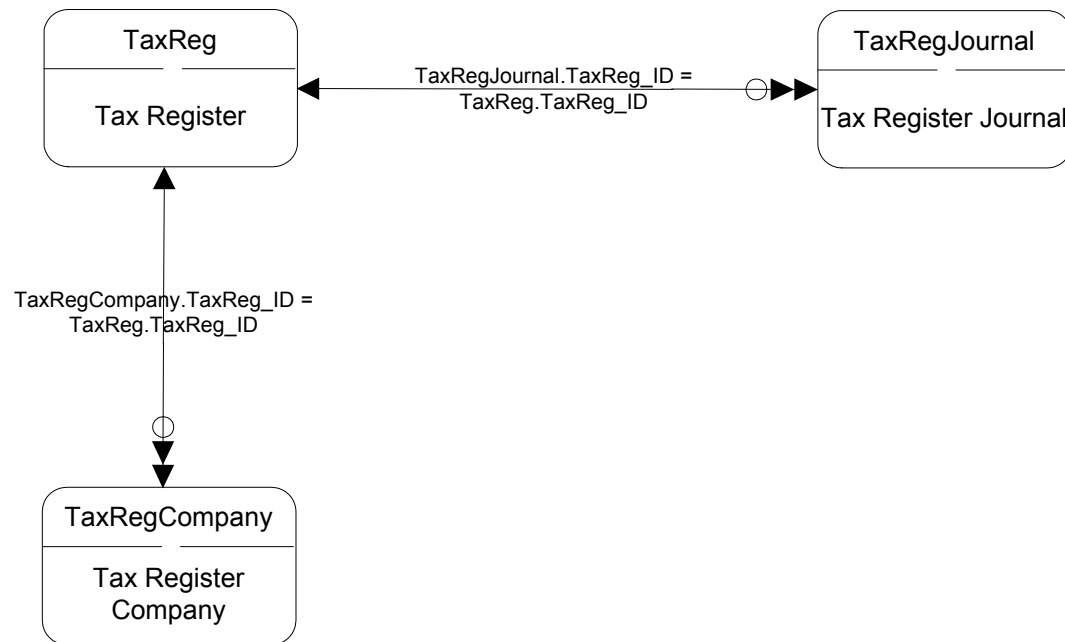 TaxReg
Tax Register
TaxRegJournal.TaxReg_ID =
TaxReg.TaxReg_ID
TaxRegJournal
Tax Register Journal
TaxRegCompany.TaxReg_ID =
TaxReg.TaxReg_ID
TaxRegCompany
Tax Register
Company